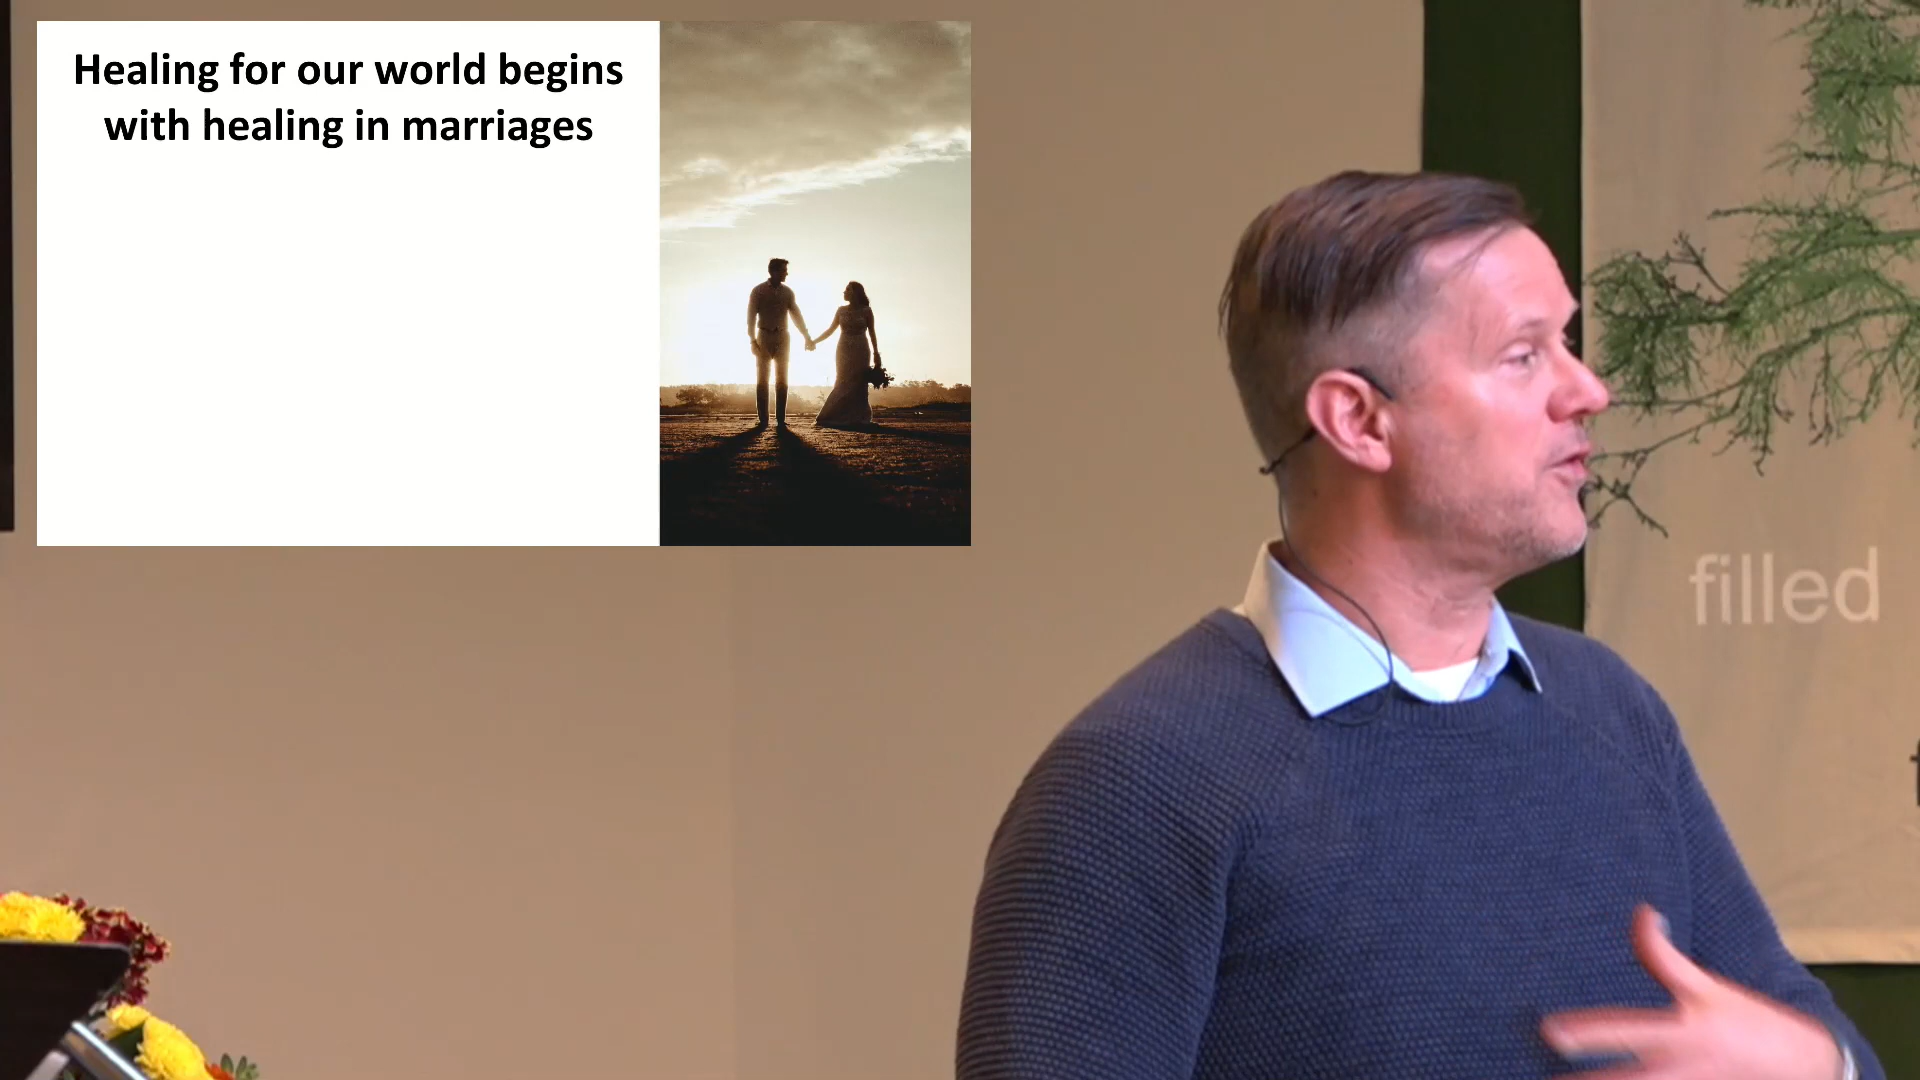 Healing for our world begins
with healing in marriages
filled